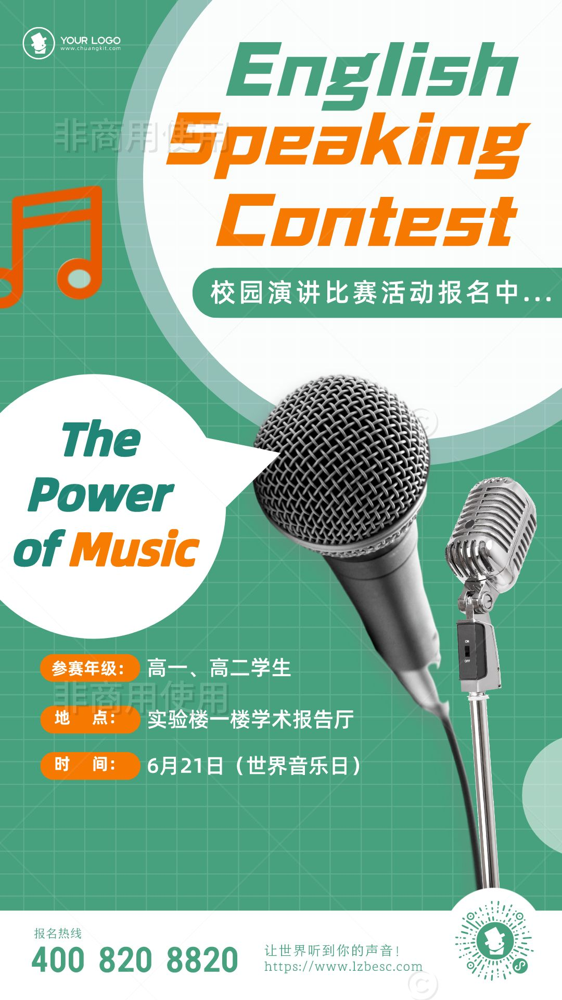 YOUR LOGO
www.chuangkit.com
English
Speaking
Contest
非商用使用
校园演讲比赛活动报名中...
The
Power
of Music
ON
OFF
参赛年级： 高一、高二学生
非商用使用
地 点： 实验楼一楼学术报告厅
时 间： 6月21日（世界音乐日）
报名热线
400 820 8820
让世界听到你的声音！
https://www.lzbesc.com